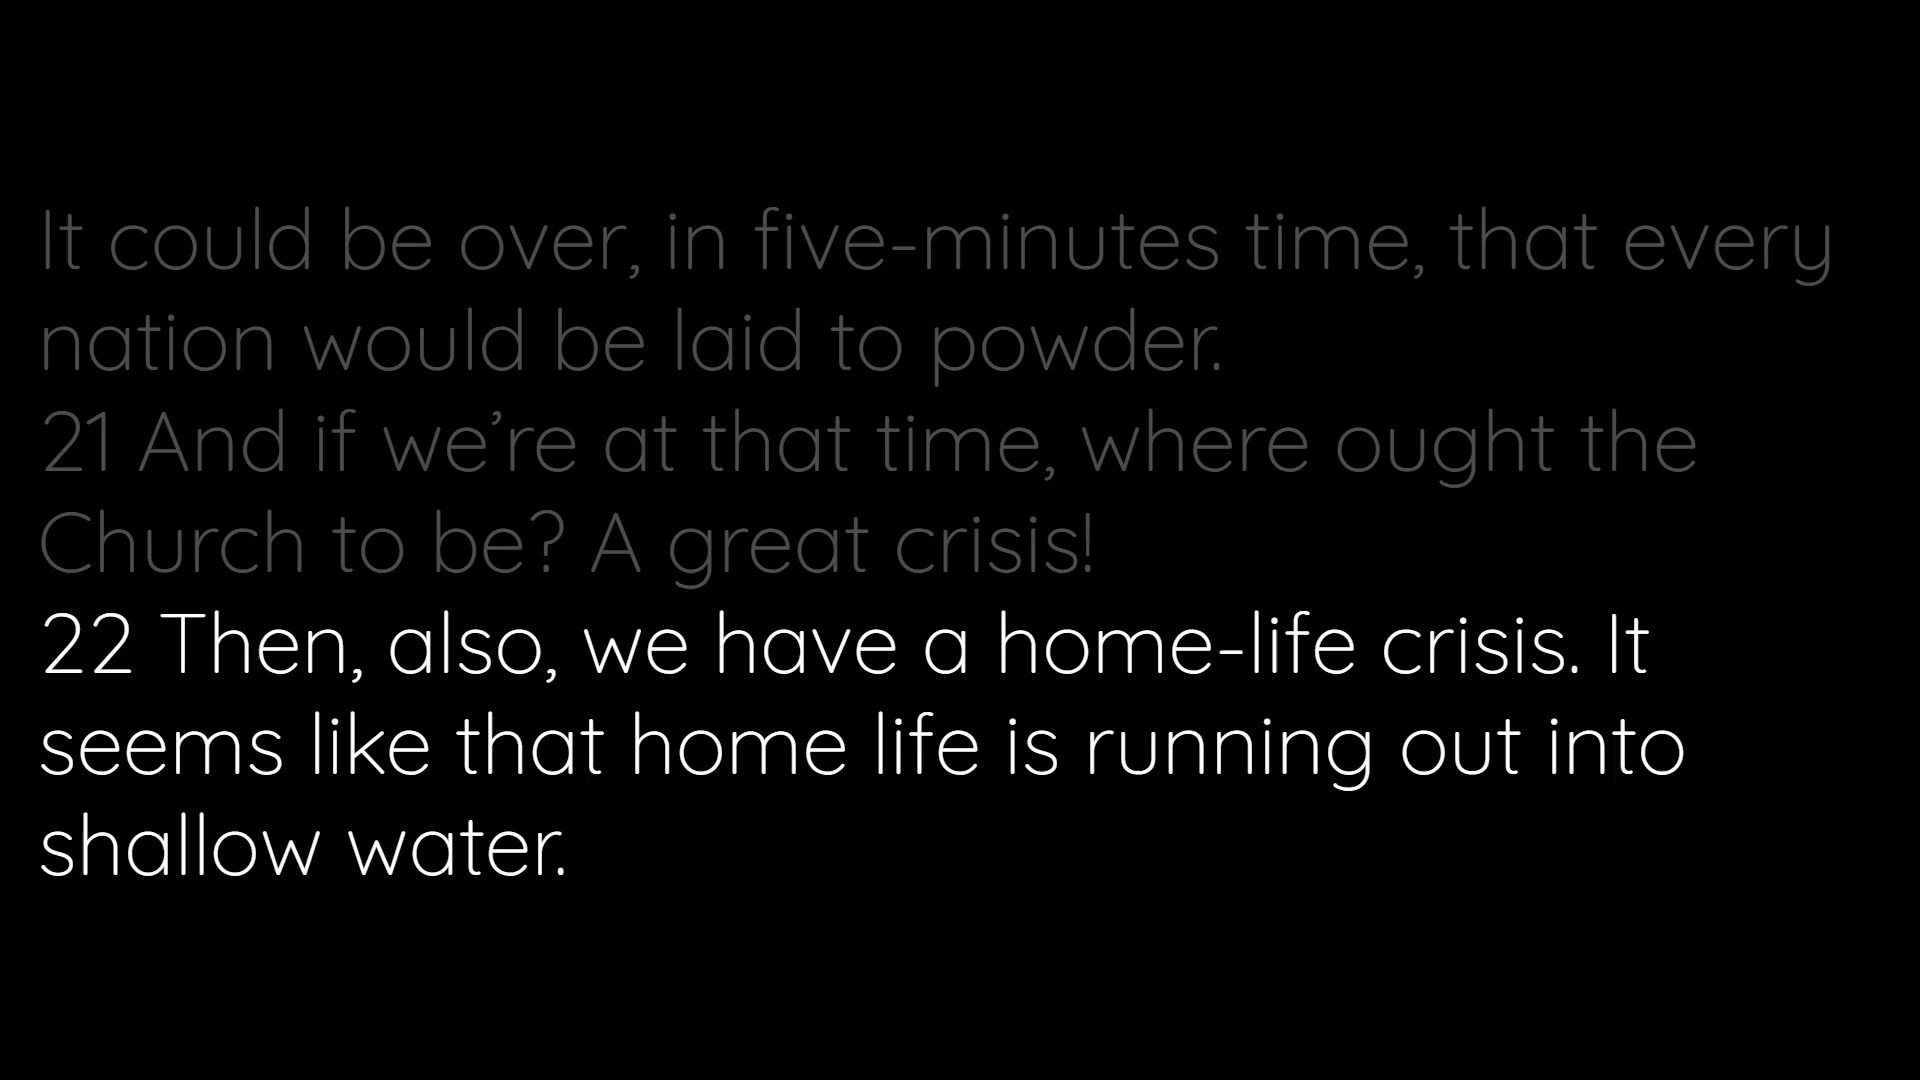 It could be over, in five-minutes time, that every
nation would be laid to powder.
21 And if we’re at that time, where ought the
Church to be? A great crisis!
22 Then, also, we have a home-life crisis. It
seems like that home life is running out into
shallow water.